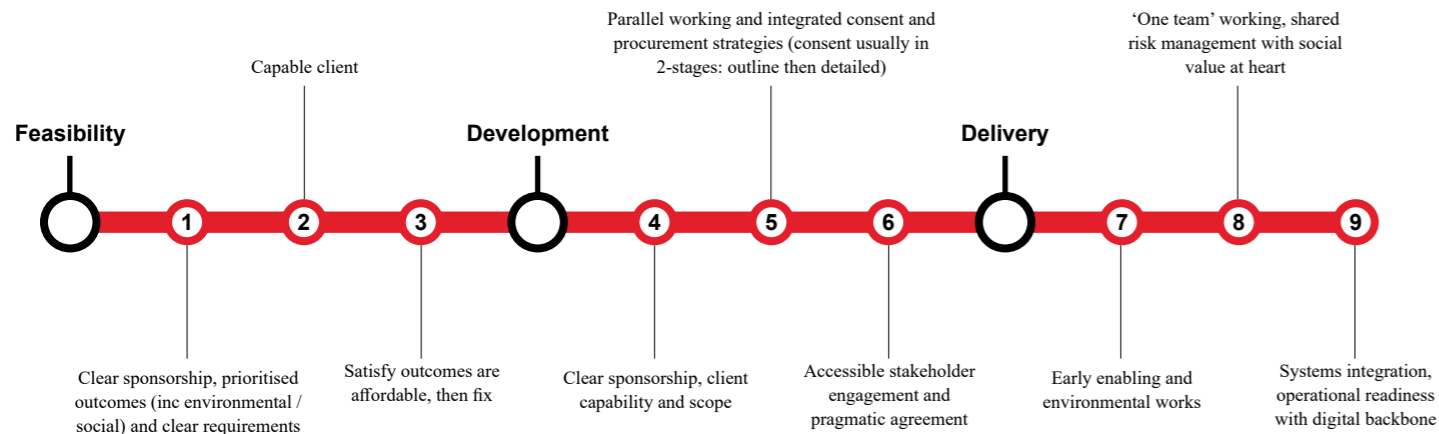 Parallel working and integrated consent and
procurement strategies (consent usually in
2-stages: outline then detailed)
‘One team’ working, shared
risk management with social
value at heart
Capable client
Feasibility
Development
Delivery
1
2
3
4
5
6
7
8
9
Clear sponsorship, prioritised
outcomes (inc environmental /
social) and clear requirements
Satisfy outcomes are
affordable, then fix
Clear sponsorship, client
capability and scope
Accessible stakeholder
engagement and
pragmatic agreement
Early enabling and
environmental works
Systems integration,
operational readiness
with digital backbone